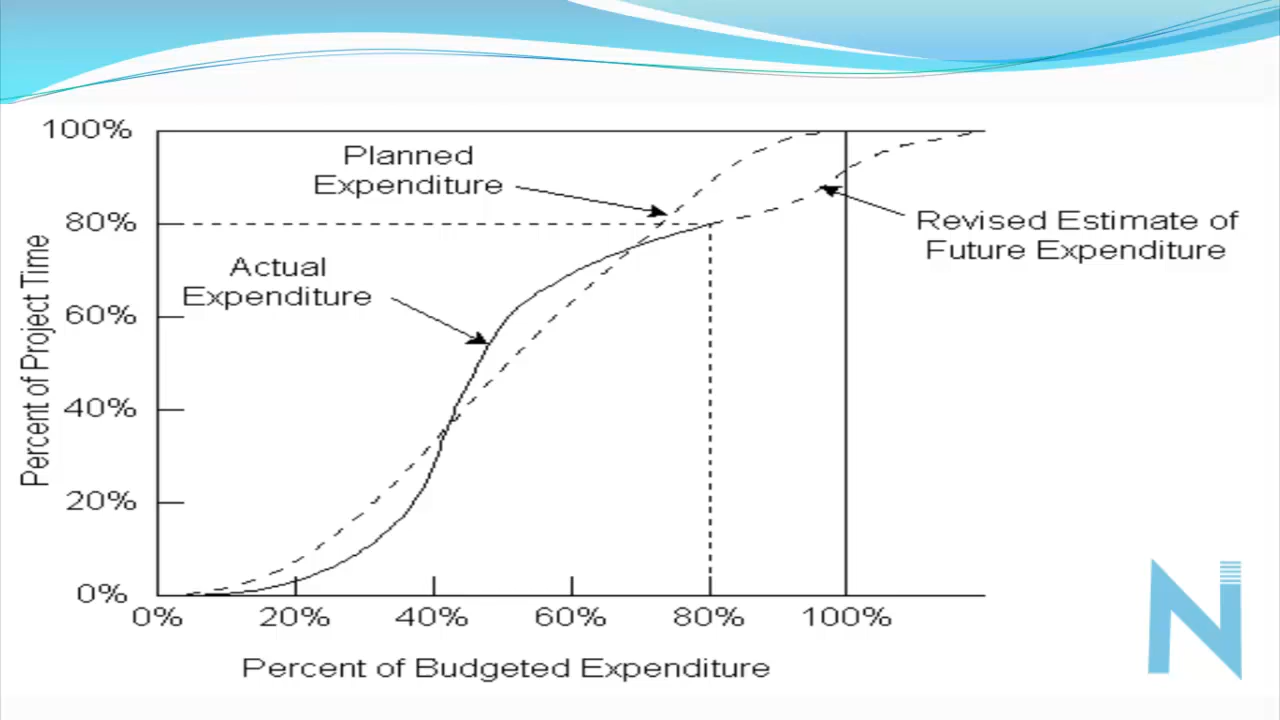 100%
Planned
Expenditure
80%
Revised Estimate of
Future Expenditure
Actual
Expenditure
60%
Percent of Project Time
40%
20%
0%
0% 20% 40% 60% 80% 100%
Percent of Budgeted Expenditure
N